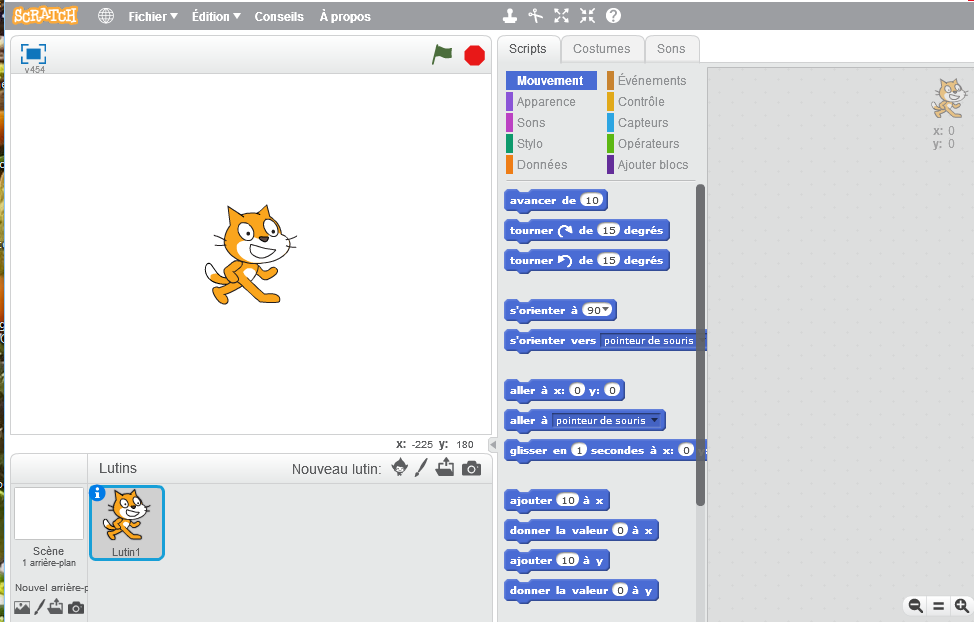 SCRATCH Fichier Édition Conseils À propos
v454
Scripts Costumes Sons
Mouvement Événements
Apparence Contrôle
Sons Capteurs
Stylo Opérateurs
Données Ajouter blocs
x: 0
y: 0
avancer de 10
tourner de 15 degrés
tourner de 15 degrés
s'orienter à 90
s'orienter vers pointeur de souris
aller à x: 0 y: 0
aller à pointeur de souris
glisser en 1 secondes à x: 0
ajouter 10 à x
donner la valeur 0 à x
ajouter 10 à y
donner la valeur 0 à y
x: -225 y: 180
Lutins Nouveau lutin:
Lutin1
Scène
1 arrière-plan
Nouvel arrière-p